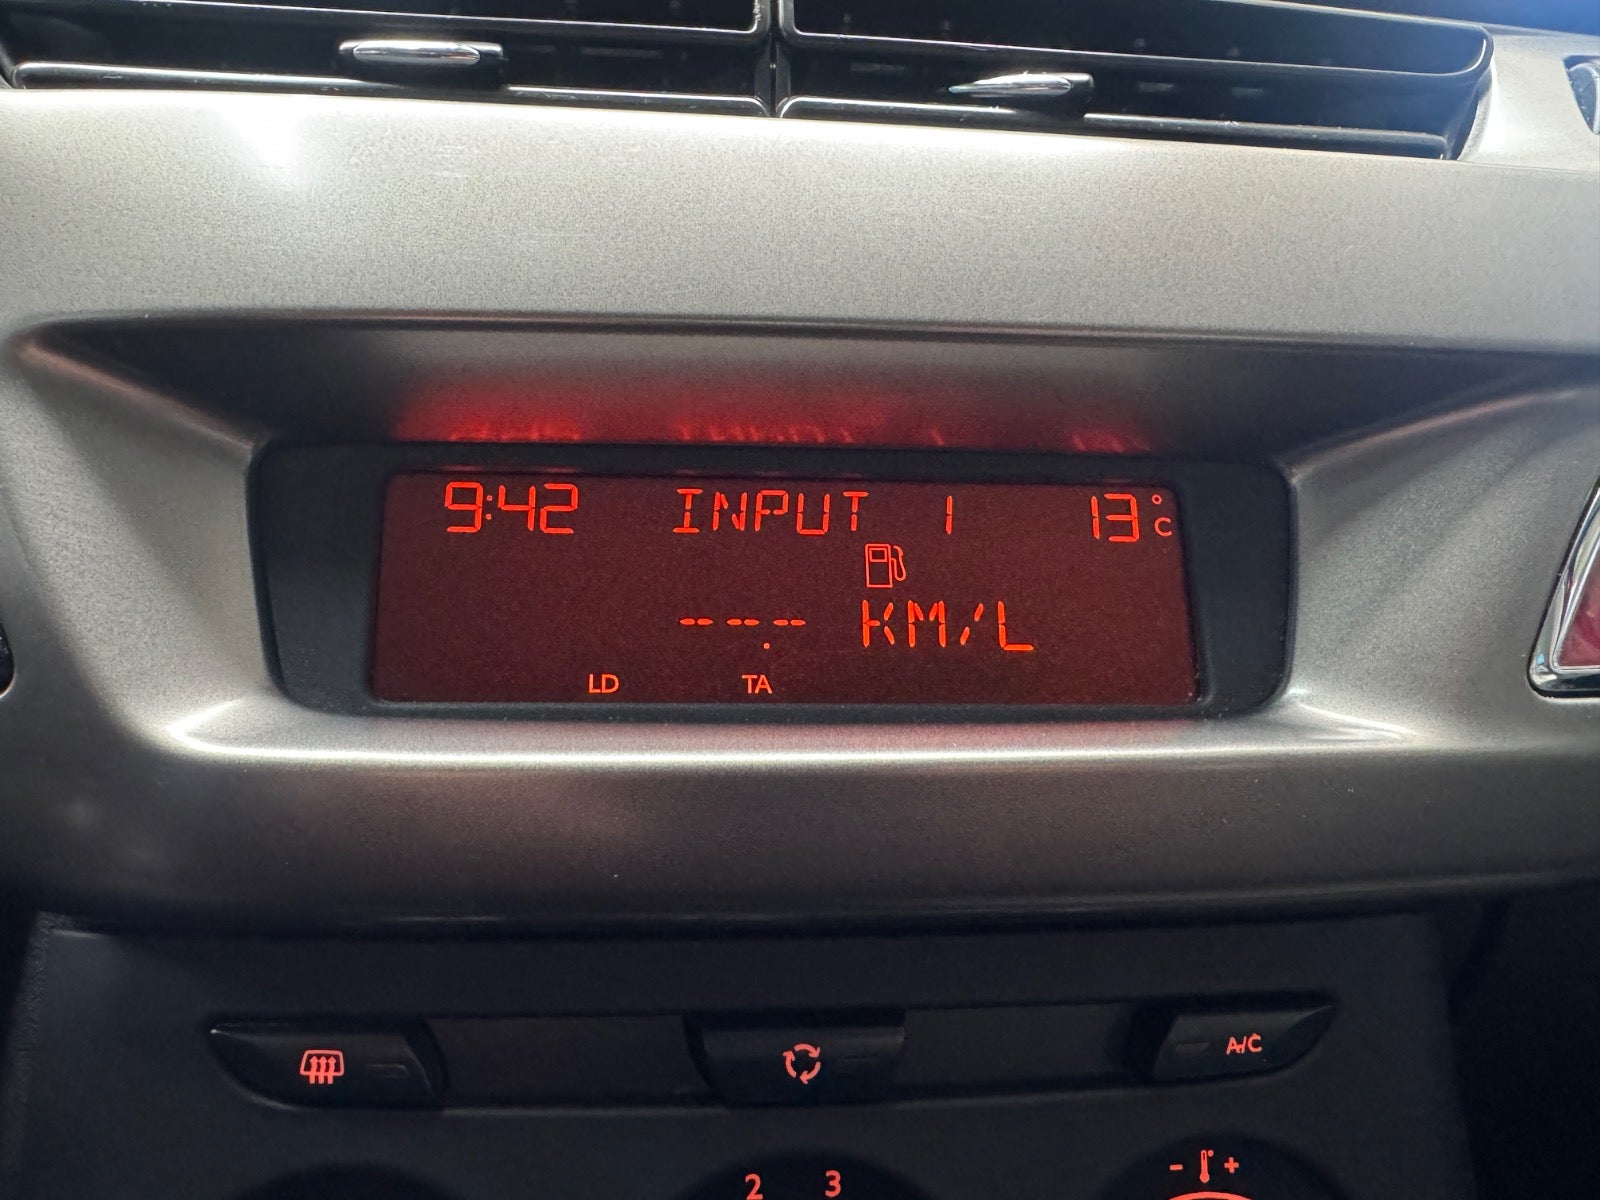 9:42 INPUT 1 13°C
--.- KM/L
LD TA
A/C
2 3
- +